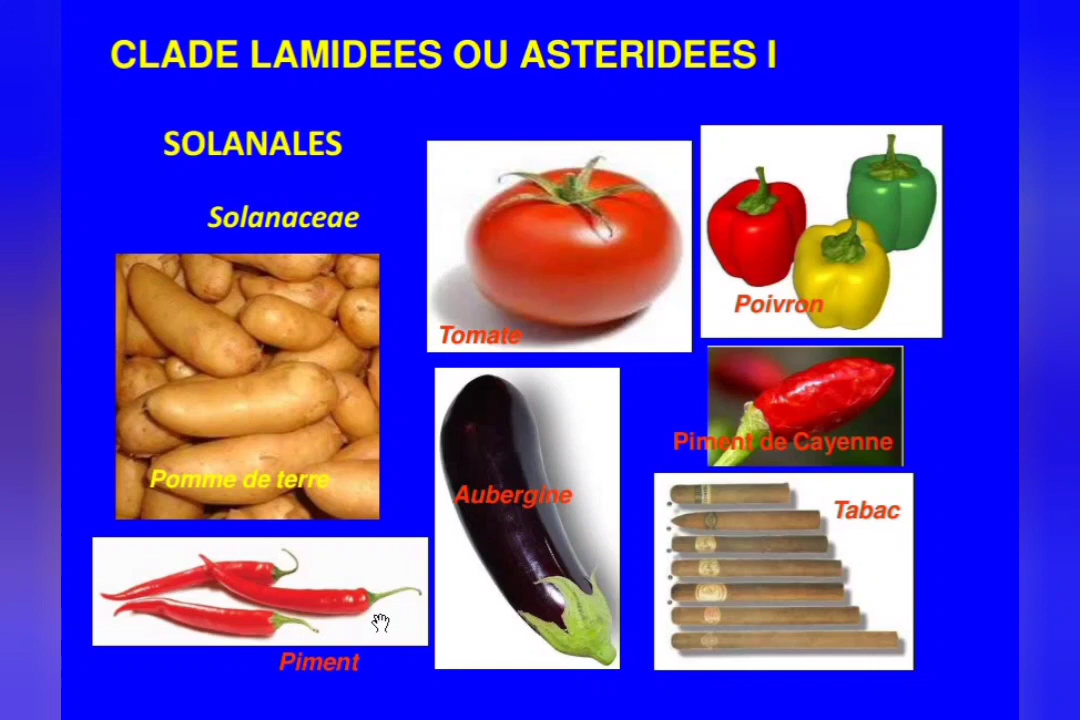 CLADE LAMIDEES OU ASTERIDEES I
SOLANALES
Solanaceae
Tomate
Poivron
Pomme de terre
Aubergine
Piment de Cayenne
Tabac
Piment